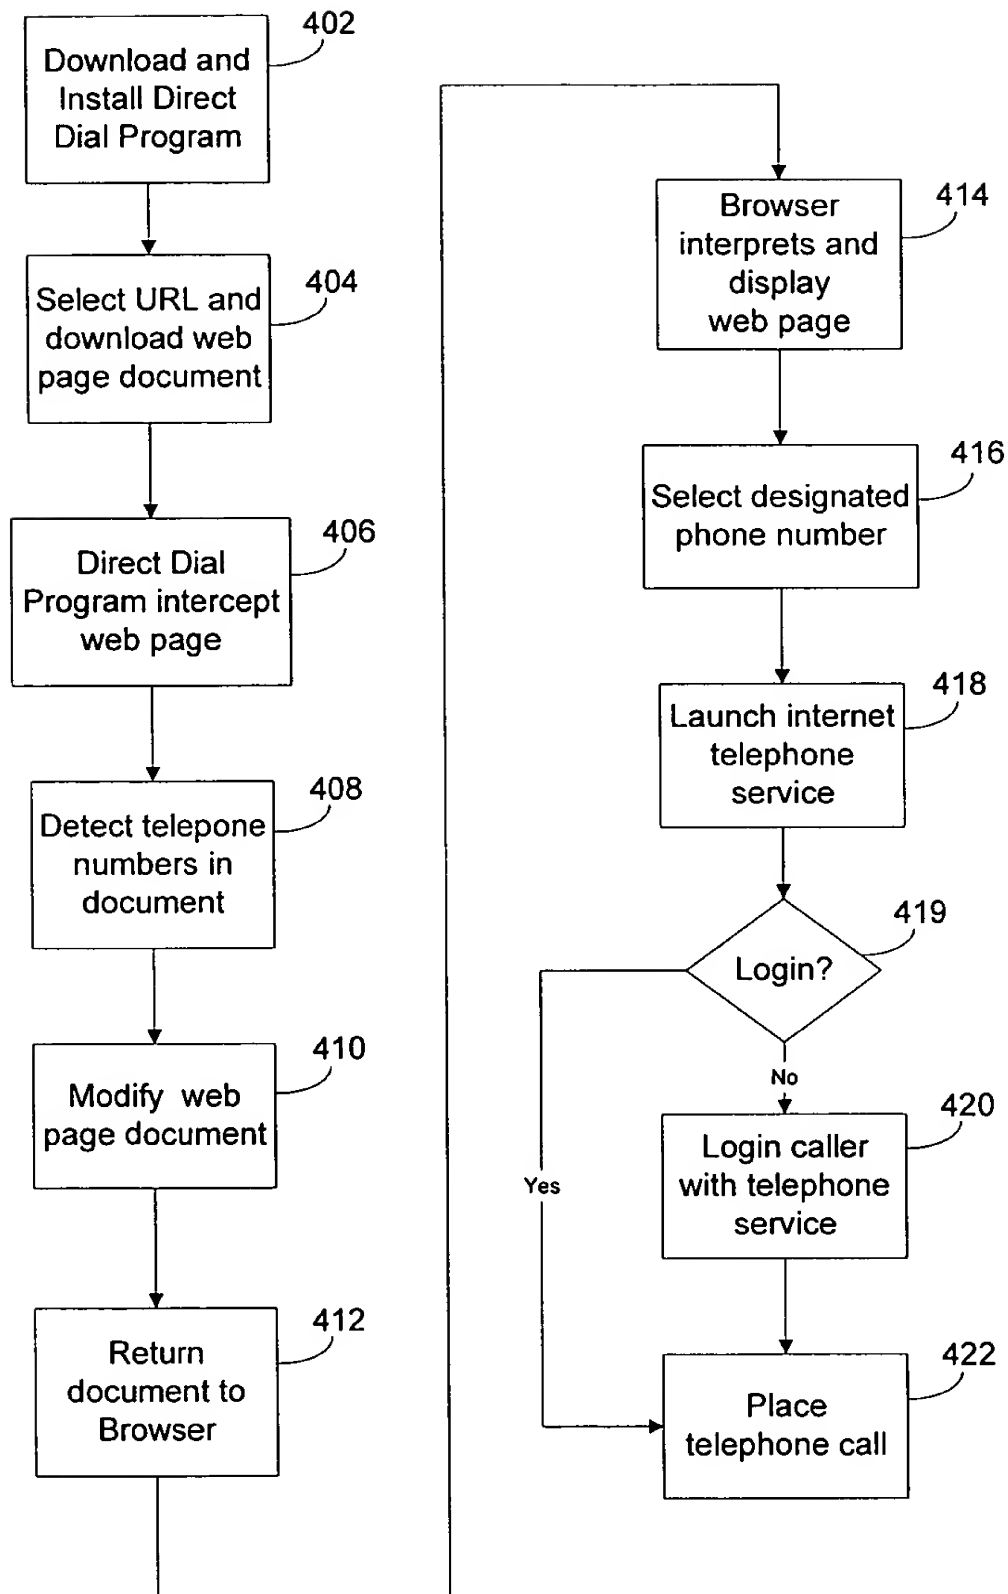 402
Download and
Install Direct
Dial Program
404
Select URL and
download web
page document
406
Direct Dial
Program intercept
web page
408
Detect telepone
numbers in
document
410
Modify web
page document
412
Return
document to
Browser
414
Browser
interprets and
display
web page
416
Select designated
phone number
418
Launch internet
telephone
service
419
Login?
No
Yes
420
Login caller
with telephone
service
422
Place
telephone call